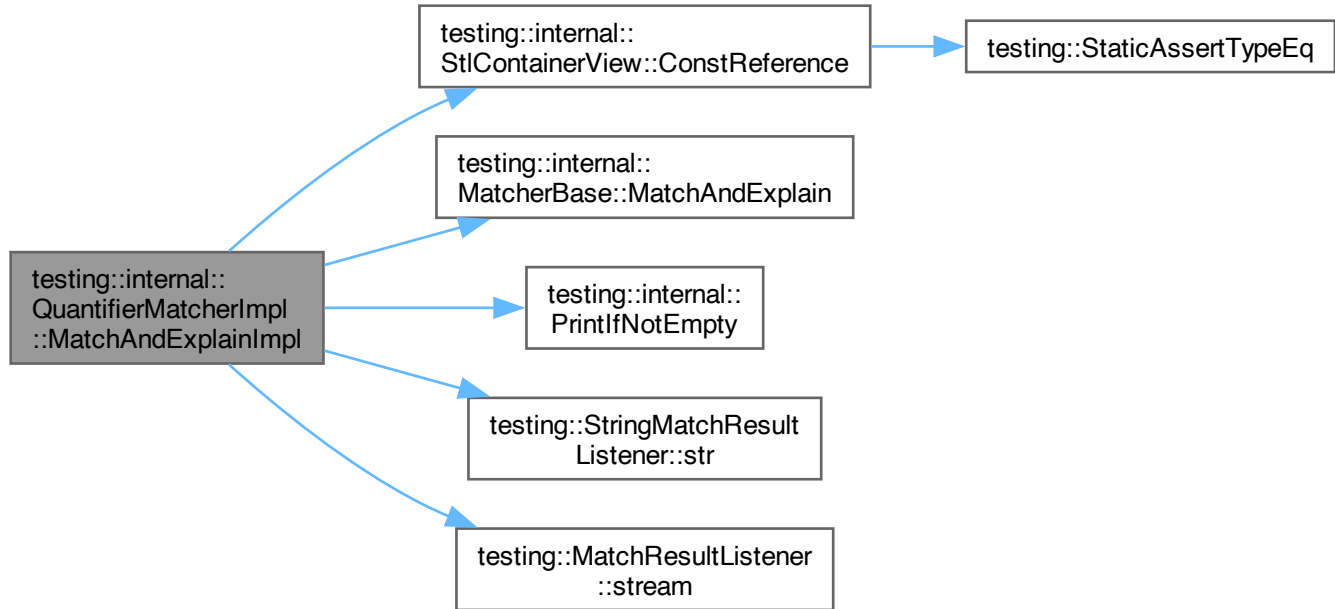 testing::internal::
StlContainerView::ConstReference
testing::StaticAssertTypeEq
testing::internal::
MatcherBase::MatchAndExplain
testing::internal::
QuantifierMatcherImpl
::MatchAndExplainImpl
testing::internal::
PrintIfNotEmpty
testing::StringMatchResult
Listener::str
testing::MatchResultListener
::stream